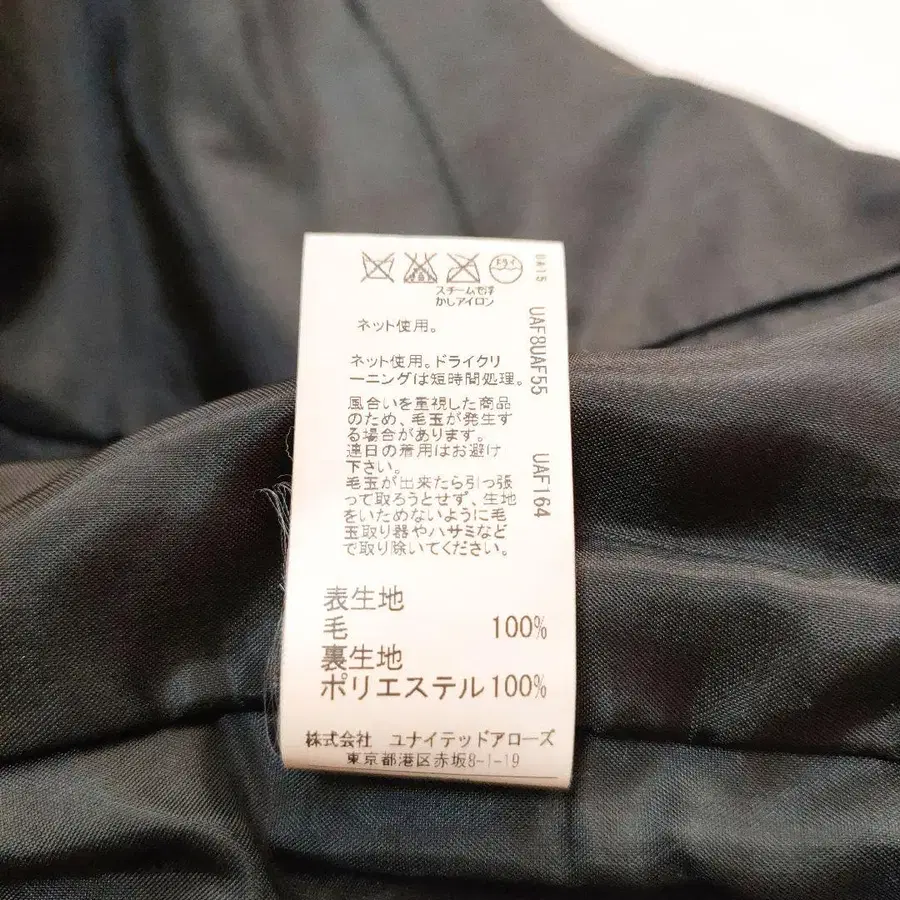 ドライ
スチームで浮
かしアイロン
ネット使用。
ネット使用。ドライクリ
ーニングは短時間処理。
風合いを重視した商品
のため、毛玉が発生す
る場合があります。
連日の着用はお避け
下さい。
毛玉が出来たら引っ張
って取ろうとせず、生地
をいためないように毛
玉取り器やハサミなど
で取り除いてください。
表生地
毛 100%
裏生地
ポリエステル100%
株式会社 ユナイテッドアローズ
東京都港区赤坂8-1-19
UA15 UAF8UAF55 UAF164